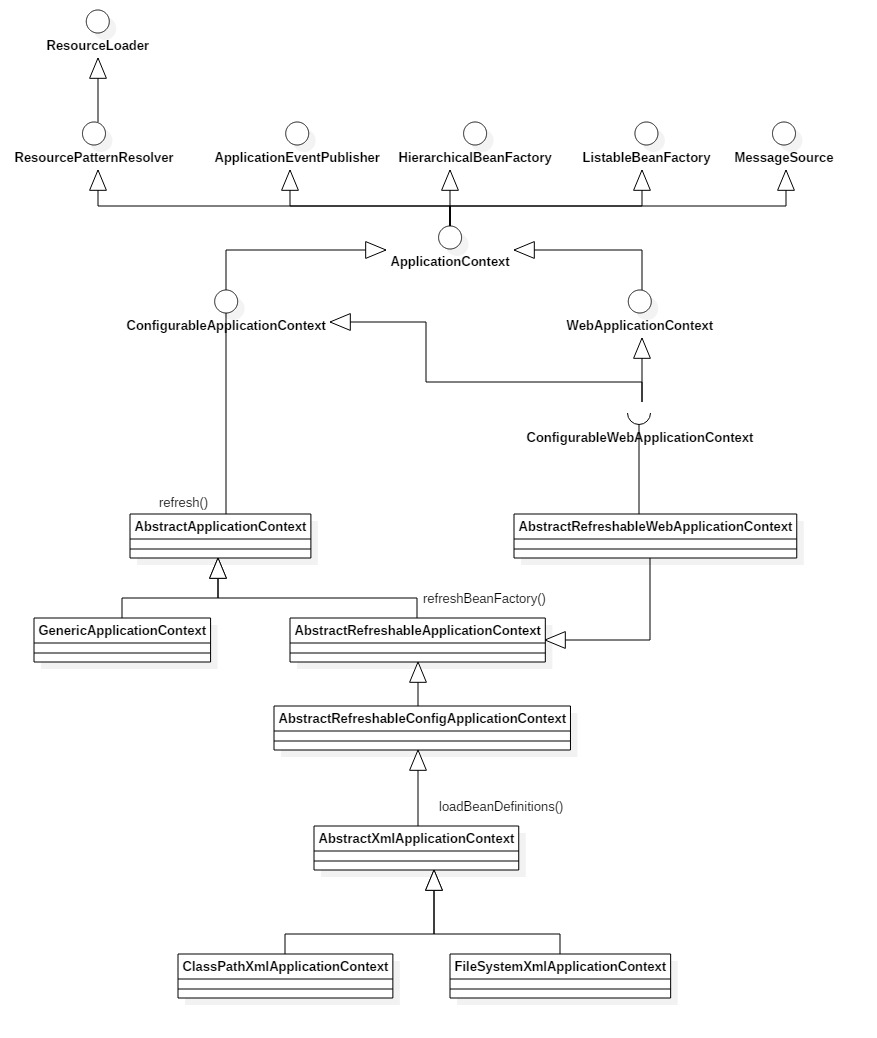 ResourceLoader
ResourcePatternResolver
ApplicationEventPublisher
HierarchicalBeanFactory
ListableBeanFactory
MessageSource
ApplicationContext
ConfigurableApplicationContext
WebApplicationContext
ConfigurableWebApplicationContext
refresh()
AbstractApplicationContext
AbstractRefreshableWebApplicationContext
refreshBeanFactory()
GenericApplicationContext
AbstractRefreshableApplicationContext
AbstractRefreshableConfigApplicationContext
loadBeanDefinitions()
AbstractXmlApplicationContext
ClassPathXmlApplicationContext
FileSystemXmlApplicationContext